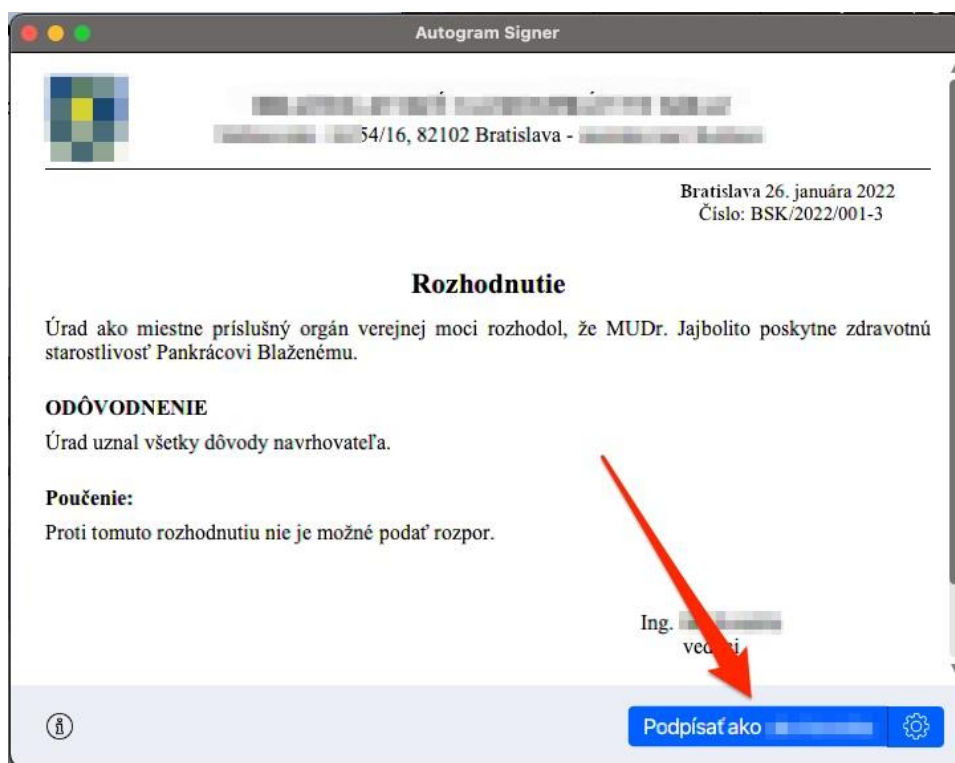 Autogram Signer
54/16, 82102 Bratislava -
Bratislava 26. januára 2022
Číslo: BSK/2022/001-3
Rozhodnutie
Úrad ako miestne príslušný orgán verejnej moci rozhodol, že MUDr. Jajbolito poskytne zdravotnú
starostlivosť Pankrácovi Blaženému.
ODÔVODNENIE
Úrad uznal všetky dôvody navrhovateľa.
Poučenie:
Proti tomuto rozhodnutiu nie je možné podať rozpor.
Ing.
Podpísať ako